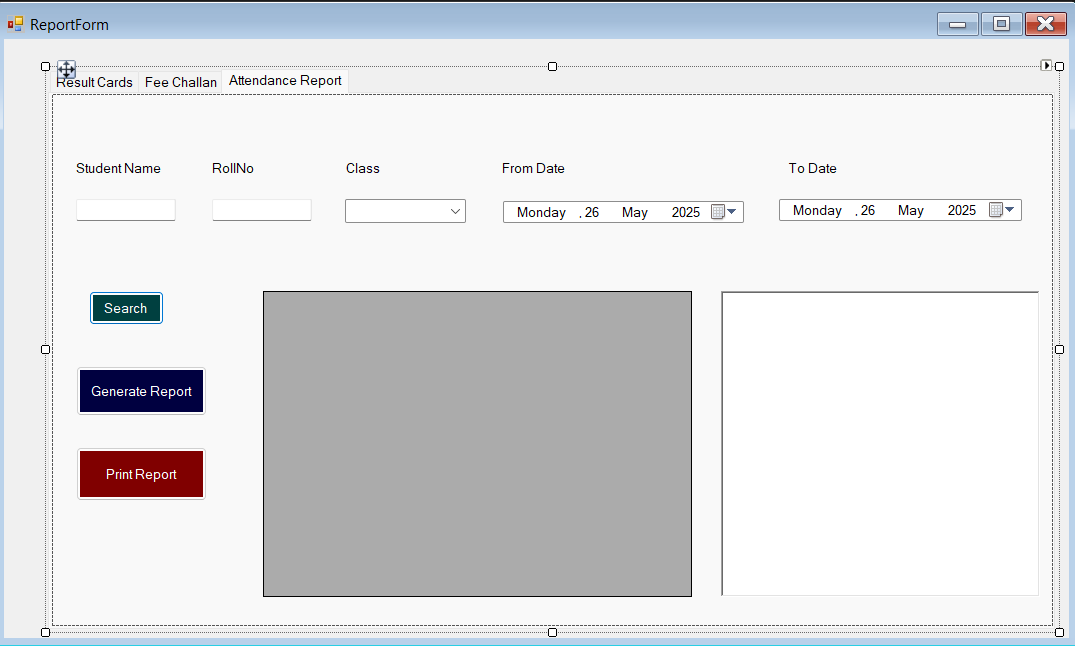 ReportForm
Result Cards Fee Challan Attendance Report
Student Name RollNo Class From Date To Date
Monday , 26 May 2025 Monday , 26 May 2025
Search
Generate Report
Print Report